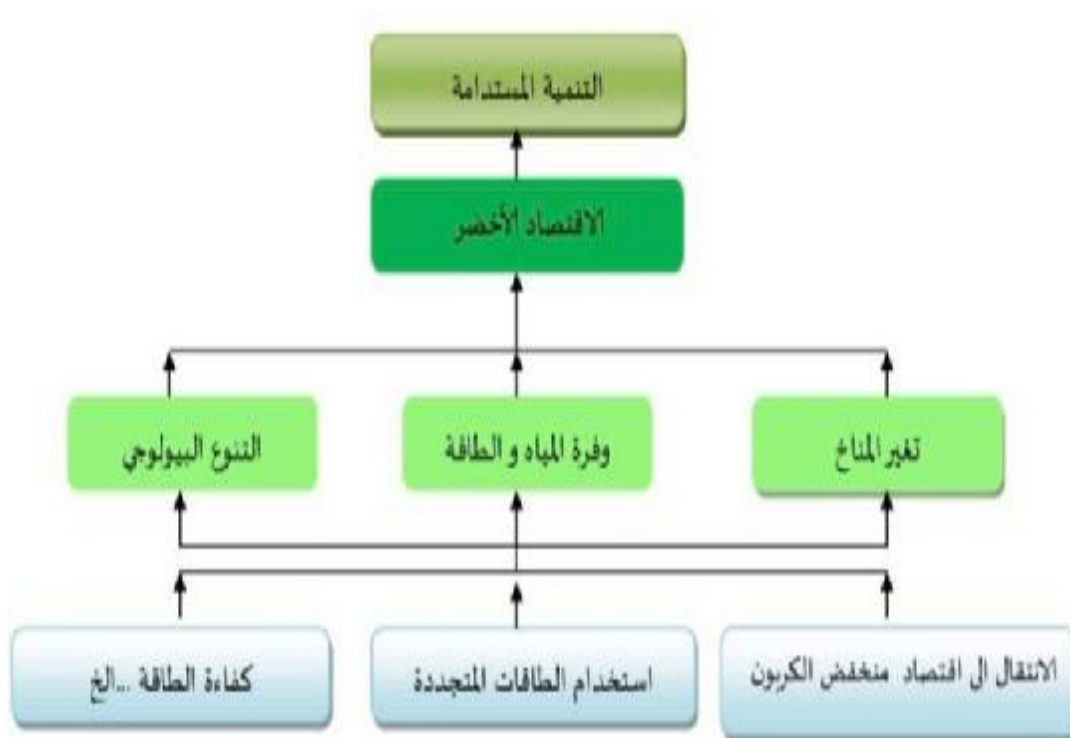 التنمية المستدامة
الاقتصاد الأخضر
تغير المناخ
وفرة المياه و الطاقة
التنوع البيولوجي
الانتقال الى اقتصاد منخفض الكربون
استخدام الطاقات المتجددة
كفاءة الطاقة ...الخ